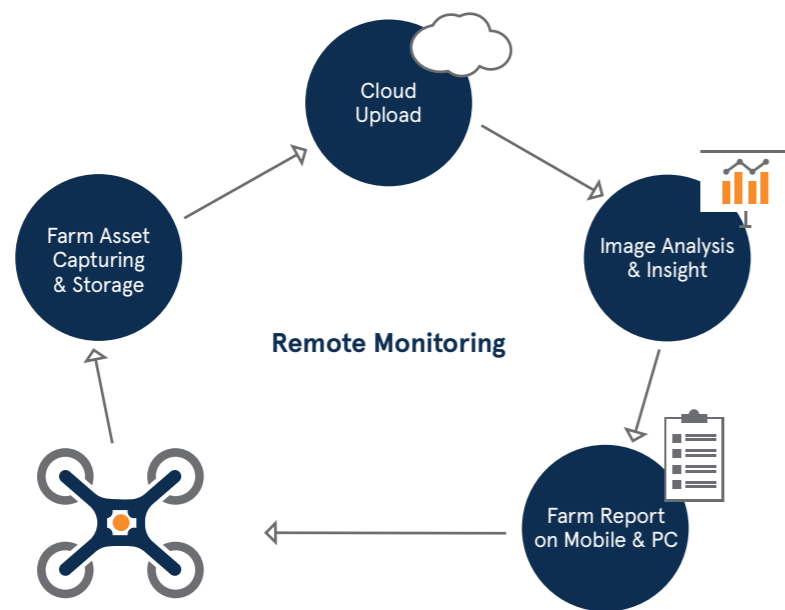 Cloud
Upload
Farm Asset
Capturing
& Storage
Image Analysis
& Insight
Remote Monitoring
Farm Report
on Mobile & PC